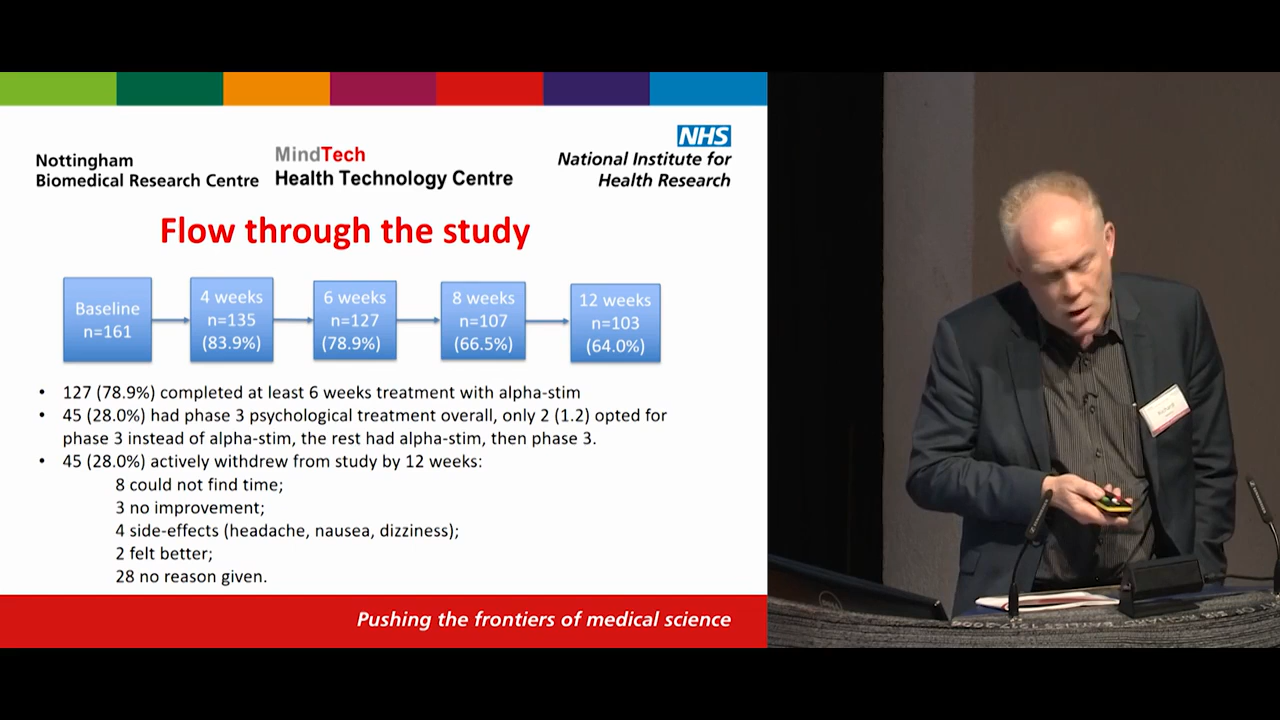 NHS
Nottingham
Biomedical Research Centre
MindTech
Health Technology Centre
National Institute for
Health Research
Flow through the study
Baseline
n=161
4 weeks
n=135
(83.9%)
6 weeks
n=127
(78.9%)
8 weeks
n=107
(66.5%)
12 weeks
n=103
(64.0%)
• 127 (78.9%) completed at least 6 weeks treatment with alpha-stim
• 45 (28.0%) had phase 3 psychological treatment overall, only 2 (1.2) opted for
phase 3 instead of alpha-stim, the rest had alpha-stim, then phase 3.
• 45 (28.0%) actively withdrew from study by 12 weeks:
8 could not find time;
3 no improvement;
4 side-effects (headache, nausea, dizziness);
2 felt better;
28 no reason given.
Pushing the frontiers of medical science
Richard